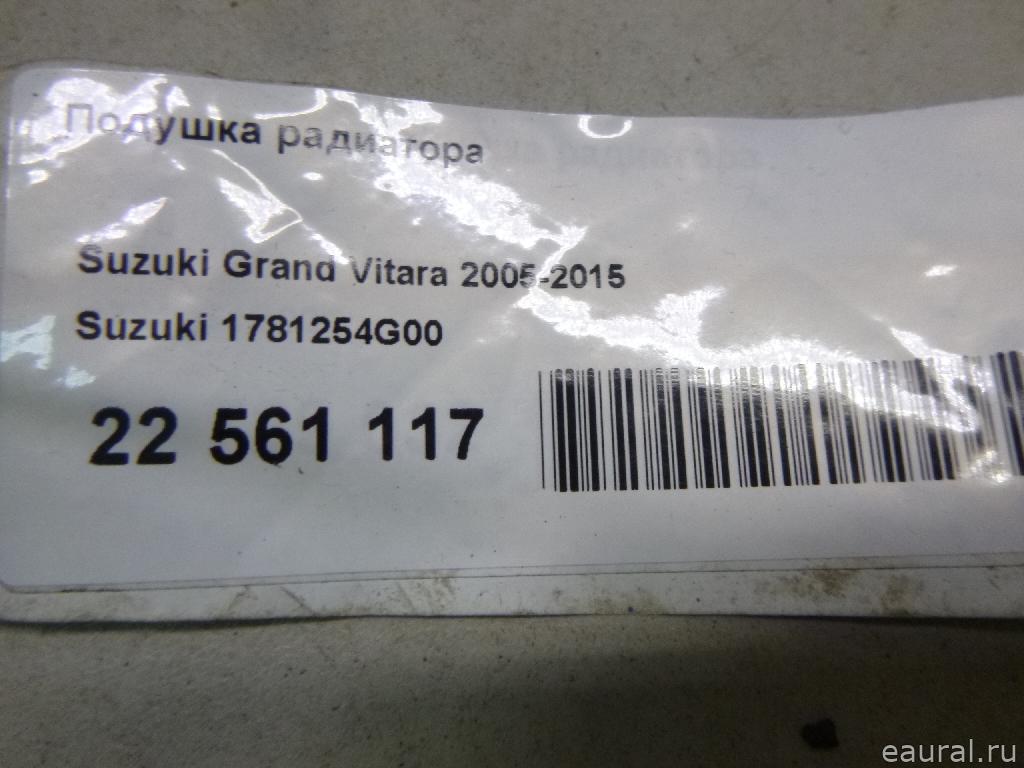 Подушка радиатора
Suzuki Grand Vitara 2005-2015
Suzuki 1781254G00
22 561 117
eaural.ru